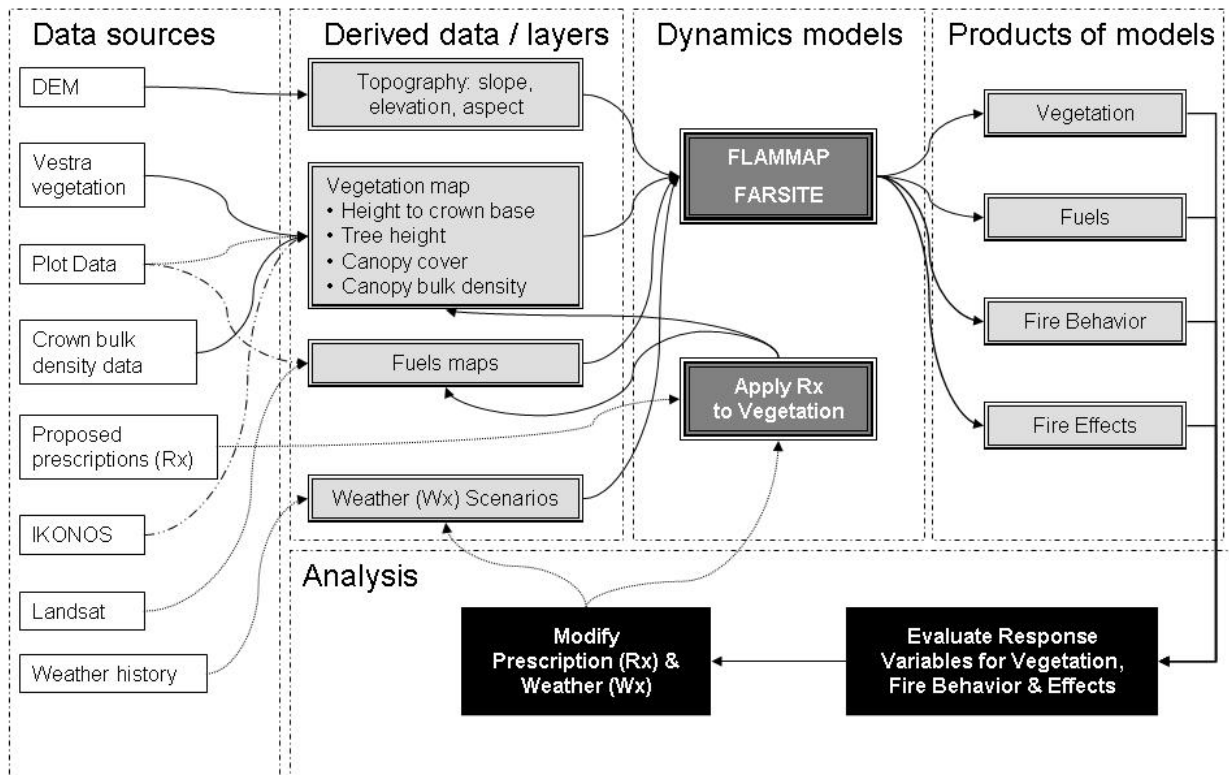 Data sources
DEM
Vestra
vegetation
Plot Data
Crown bulk
density data
Proposed
prescriptions (Rx)
IKONOS
Landsat
Weather history
Derived data / layers
Topography: slope,
elevation, aspect
Vegetation map
• Height to crown base
• Tree height
• Canopy cover
• Canopy bulk density
Fuels maps
Weather (Wx) Scenarios
Dynamics models
FLAMMAP
FARSITE
Apply Rx
to Vegetation
Products of models
Vegetation
Fuels
Fire Behavior
Fire Effects
Analysis
Modify
Prescription (Rx) &
Weather (Wx)
Evaluate Response
Variables for Vegetation,
Fire Behavior & Effects